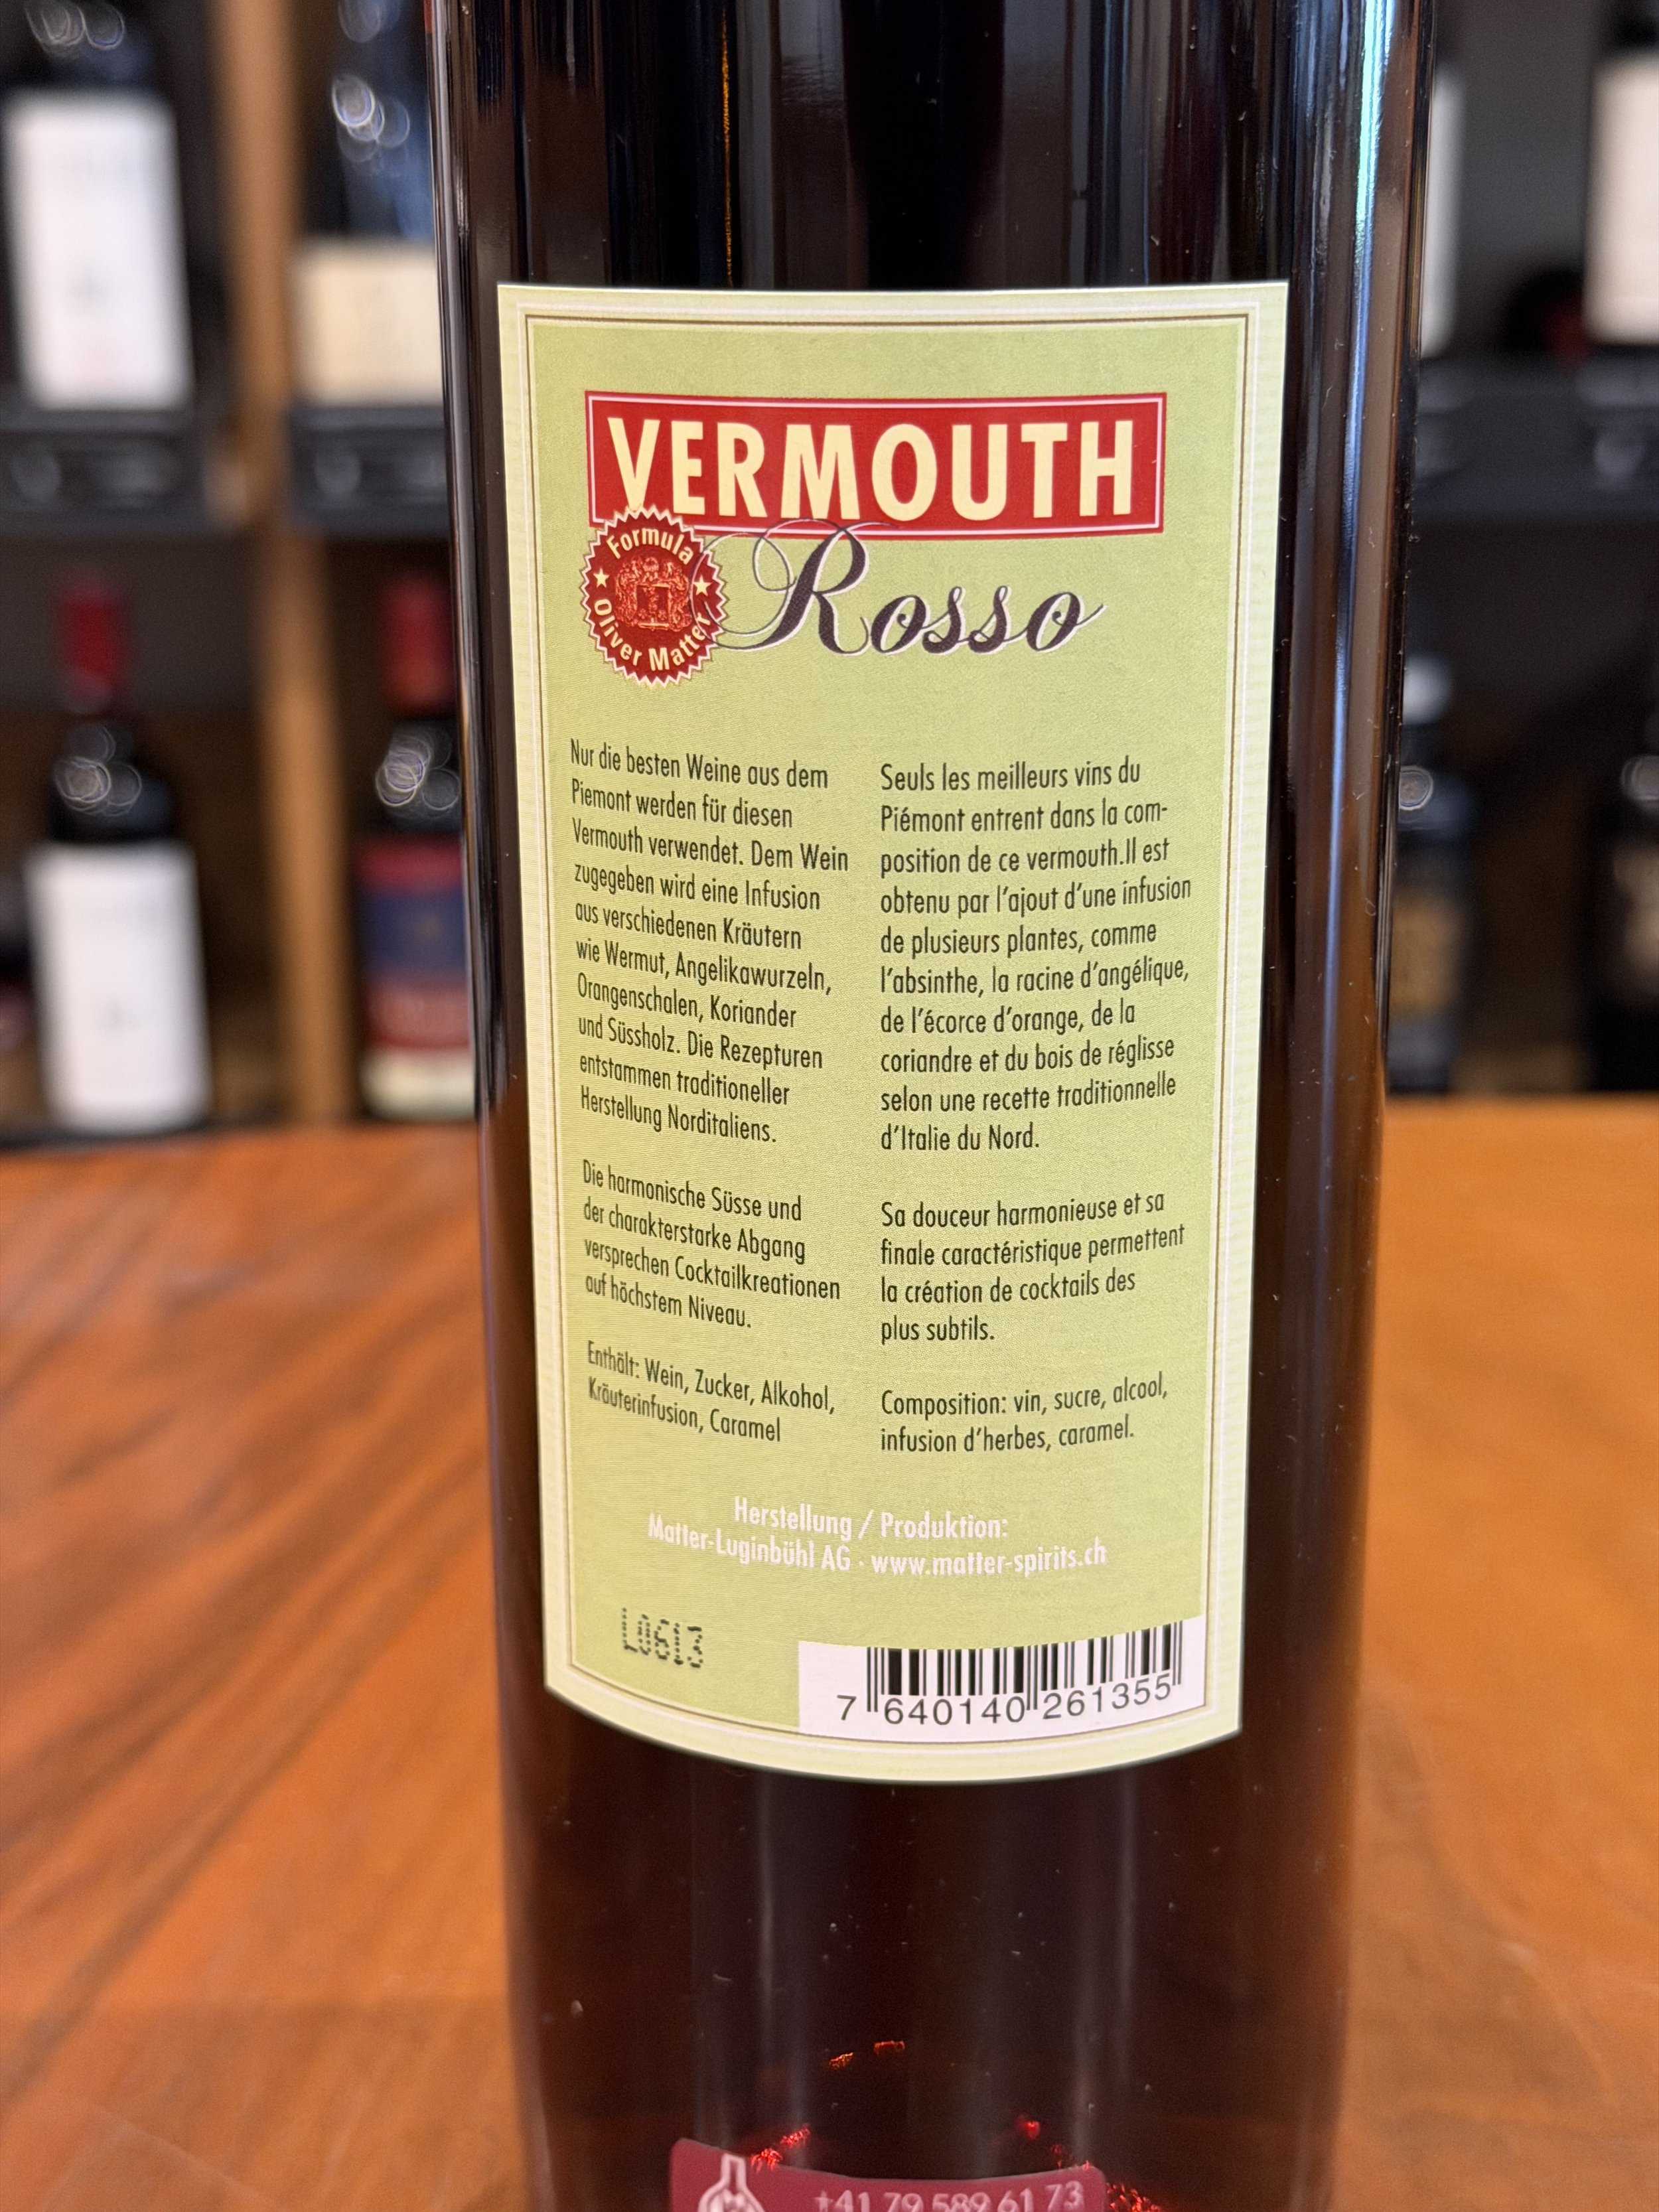 VERMOUTH
Rosso
Formula
Oliver Matter
Nur die besten Weine aus dem
Piemont werden für diesen
Vermouth verwendet. Dem Wein
zugegeben wird eine Infusion
aus verschiedenen Kräutern
wie Wermut, Angelikawurzeln,
Orangenschalen, Koriander
und Süssholz. Die Rezepturen
entstammen traditioneller
Herstellung Norditaliens.
Die harmonische Süsse und
der charakterstarke Abgang
versprechen Cocktailkreationen
auf höchstem Niveau.
Enthält: Wein, Zucker, Alkohol,
Kräuterinfusion, Caramel
Seuls les meilleurs vins du
Piémont entrent dans la com-
position de ce vermouth.Il est
obtenu par l'ajout d'une infusion
de plusieurs plantes, comme
l'absinthe, la racine d'angélique,
de l'écorce d'orange, de la
coriandre et du bois de réglisse
selon une recette traditionnelle
d'Italie du Nord.
Sa douceur harmonieuse et sa
finale caractéristique permettent
la création de cocktails des
plus subtils.
Composition: vin, sucre, alcool,
infusion d'herbes, caramel.
Herstellung / Produktion:
Matter-Luginbühl AG · www.matter-spirits.ch
L0613
7 640140 261355
+41 79 589 61 73